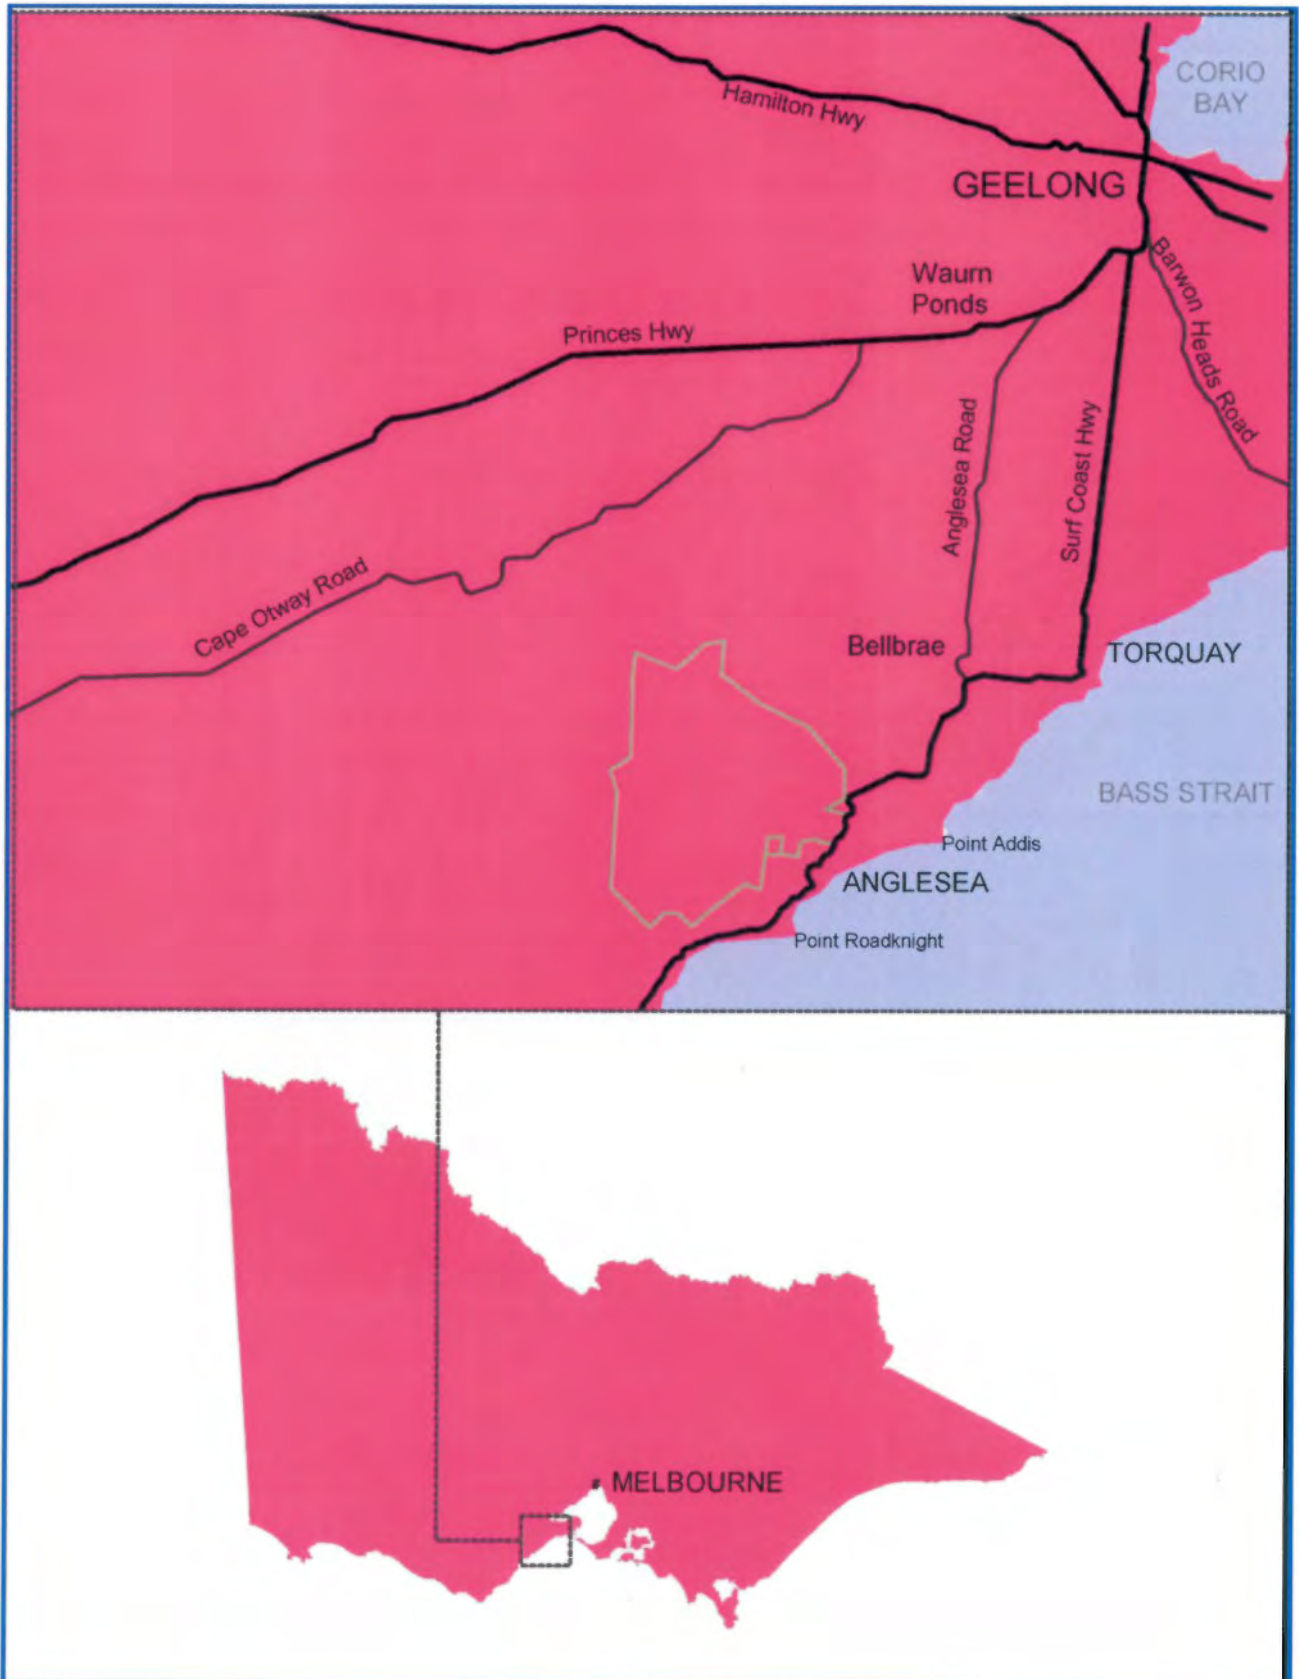 CORIO
BAY
Hamilton Hwy
GEELONG
Waurn
Ponds
Barwon Heads Road
Princes Hwy
Anglesea Road
Surf Coast Hwy
Cape Otway Road
Bellbrae
TORQUAY
BASS STRAIT
Point Addis
ANGLESEA
Point Roadknight
MELBOURNE